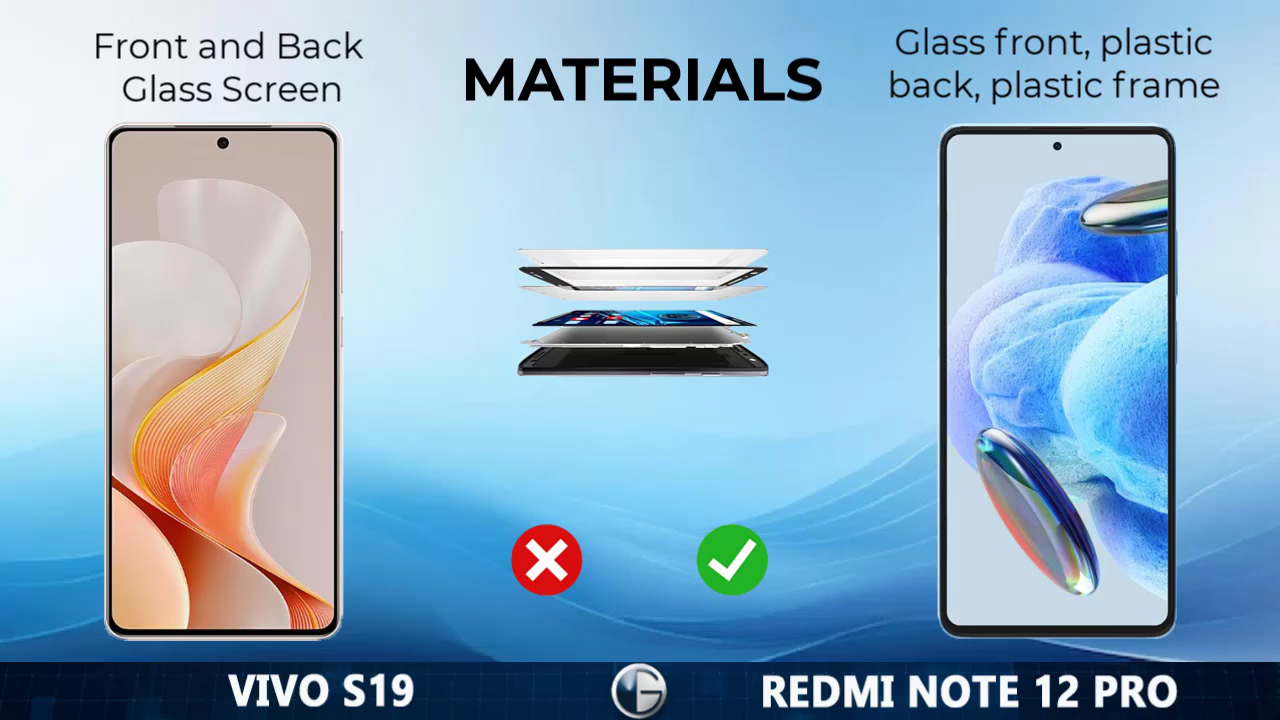 Front and Back
Glass Screen
MATERIALS
Glass front, plastic
back, plastic frame
VIVO S19
G
REDMI NOTE 12 PRO